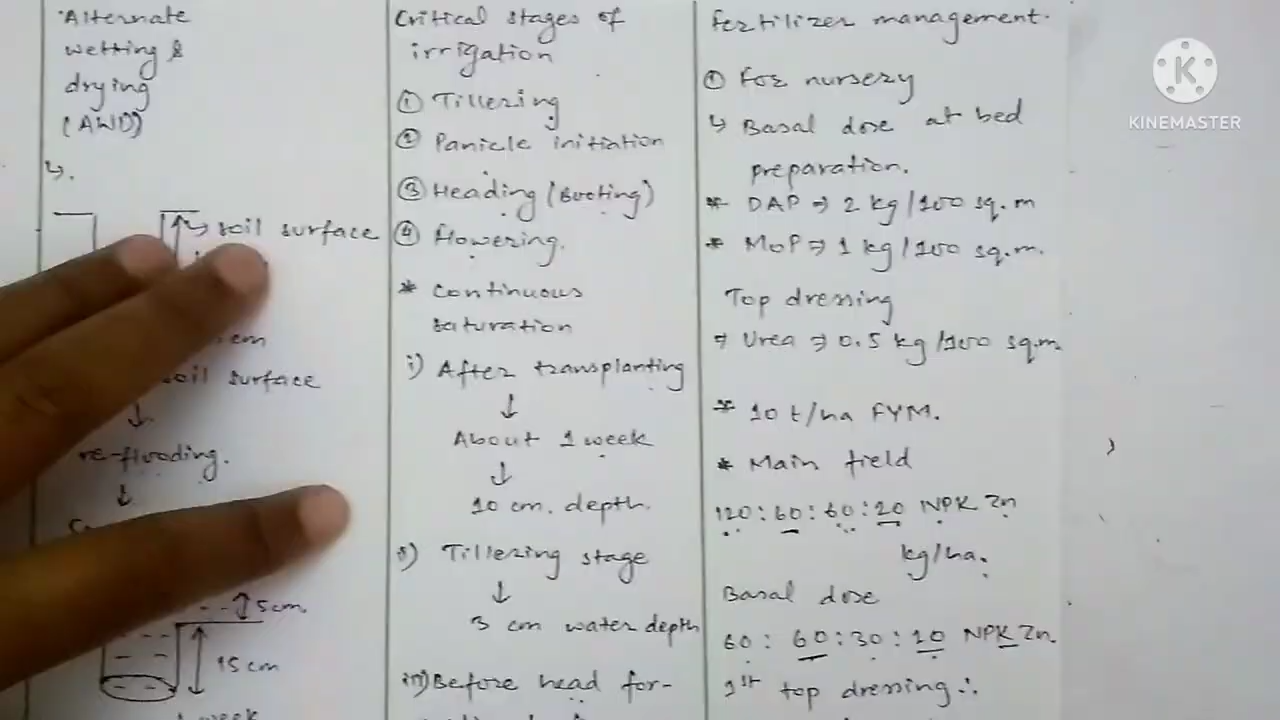 Alternate
wetting &
drying
(AWD)
soil surface
cm
soil surface
re-flooding.
5cm.
15cm
week
Critical stages of
irrigation
① Tillering
② Panicle initiation
③ Heading (Booting)
④ flowering.
* continuous
saturation
i) After transplanting
About 1 week
10 cm. depth.
Tillering stage
3 cm water depth
iii) Before head for-
fertilizer management.
① For nursery
↳ Basal dose at bed
preparation.
* DAP ⇒ 2 kg/100 sq.m
* MOP ⇒ 1 kg/100 sq.m.
Top dressing
⇒ Urea ⇒ 0.5 kg/100 sq.m.
* 10 t/ha FYM.
* Main field
120:60:60:20 NPK Zn
kg/ha.
Basal dose
60: 60:30:10 NPK Zn.
1st top dressing:
KINEMASTER